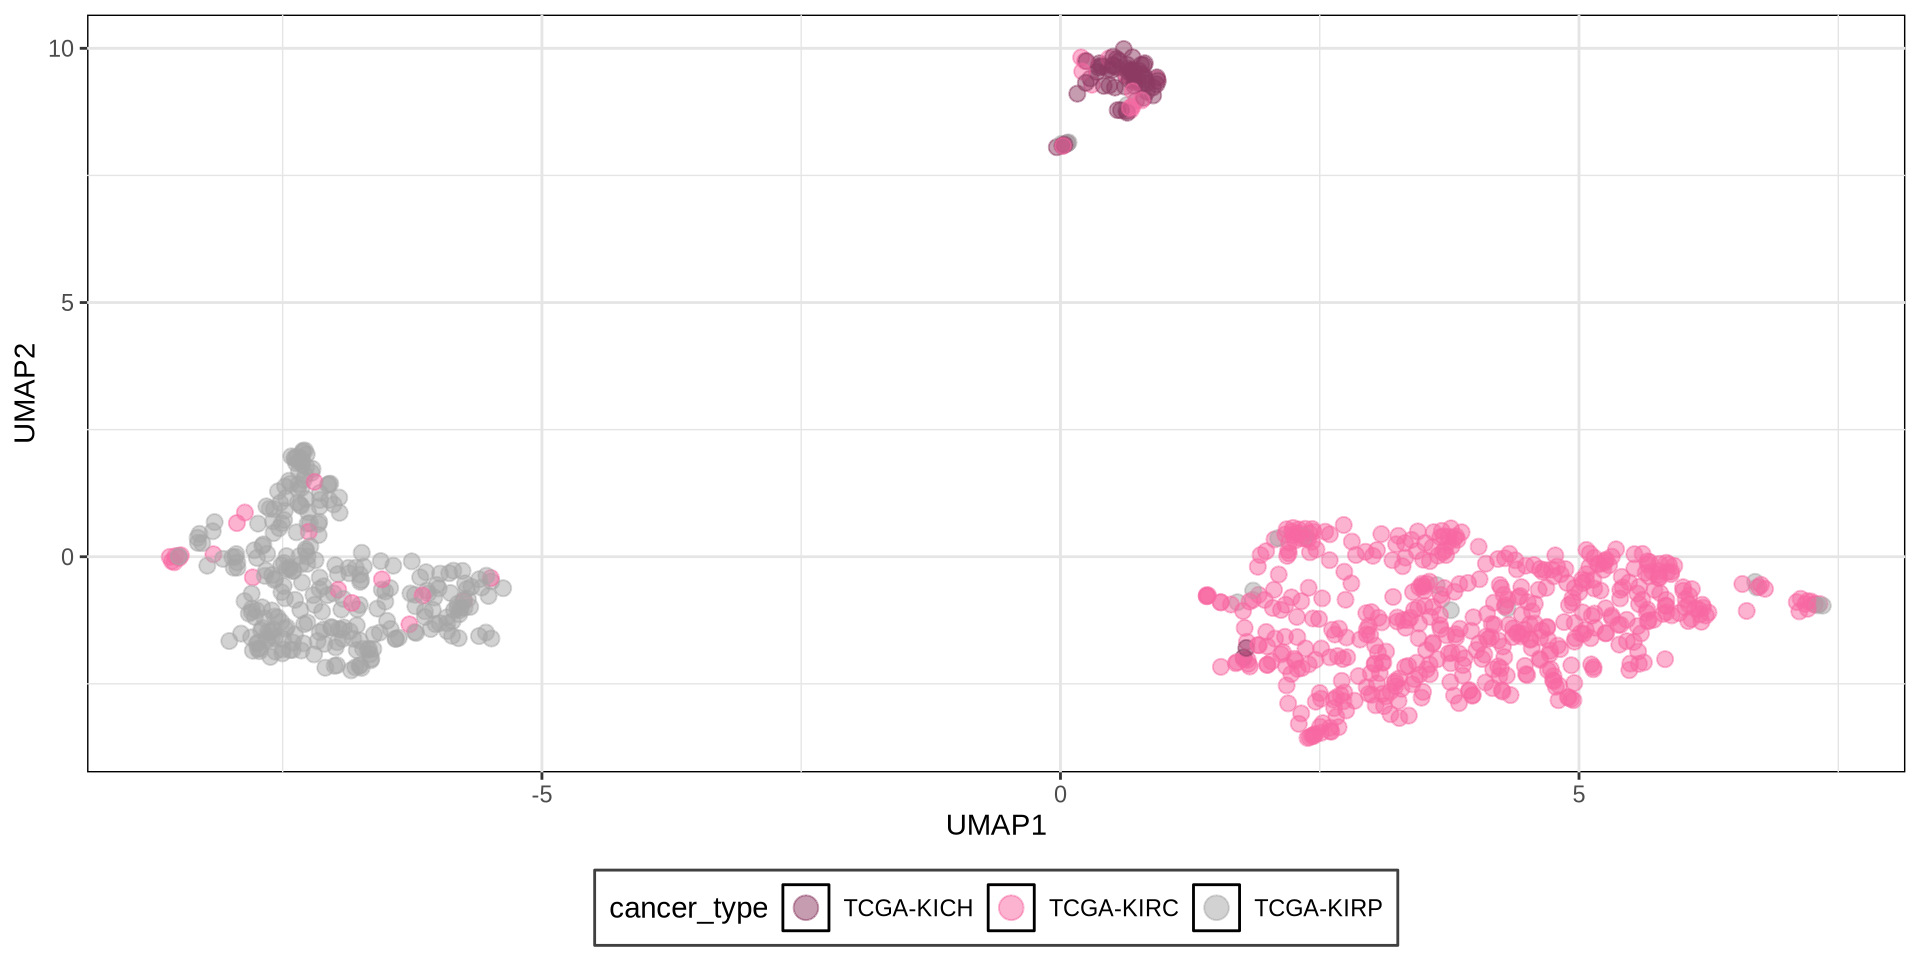 10
5
0
UMAP2
-5
0
5
UMAP1
cancer_type
TCGA-KICH
TCGA-KIRC
TCGA-KIRP